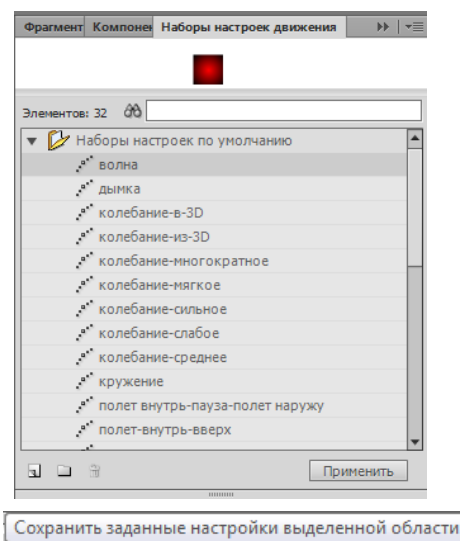 Фрагмент Компонен Наборы настроек движения
Элементов: 32
Наборы настроек по умолчанию
волна
дымка
колебание-в-3D
колебание-из-3D
колебание-многократное
колебание-мягкое
колебание-сильное
колебание-слабое
колебание-среднее
кружение
полет внутрь-пауза-полет наружу
полет-внутрь-вверх
Применить
Сохранить заданные настройки выделенной области